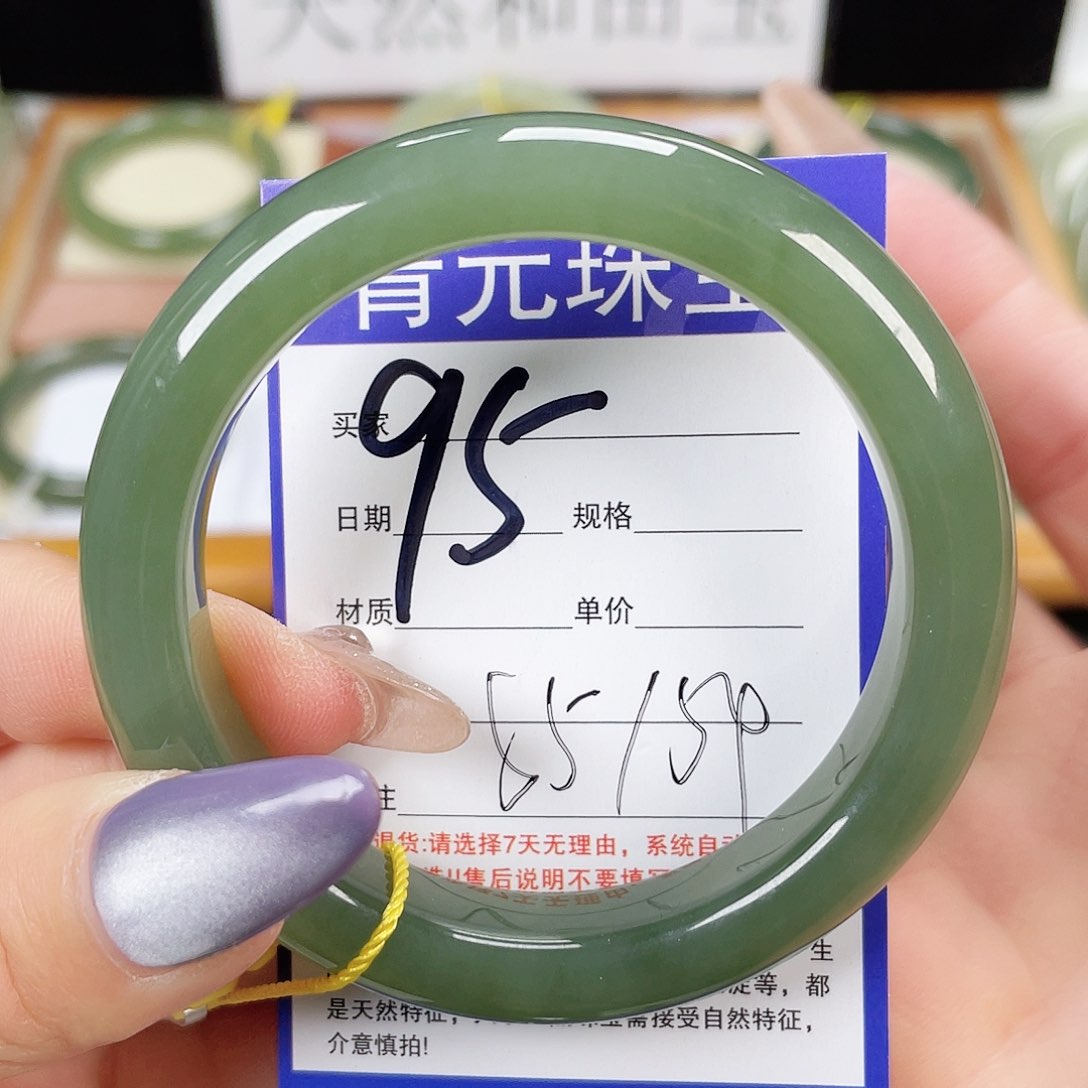 天然和田玉
青元珠宝
95
买家
日期 规格
材质 单价
55/59
注
退货:请选择7天无理由,系统自动
售后说明不要填写
生
淀等,都
是天然特征,
需接受自然特征,
介意慎拍!